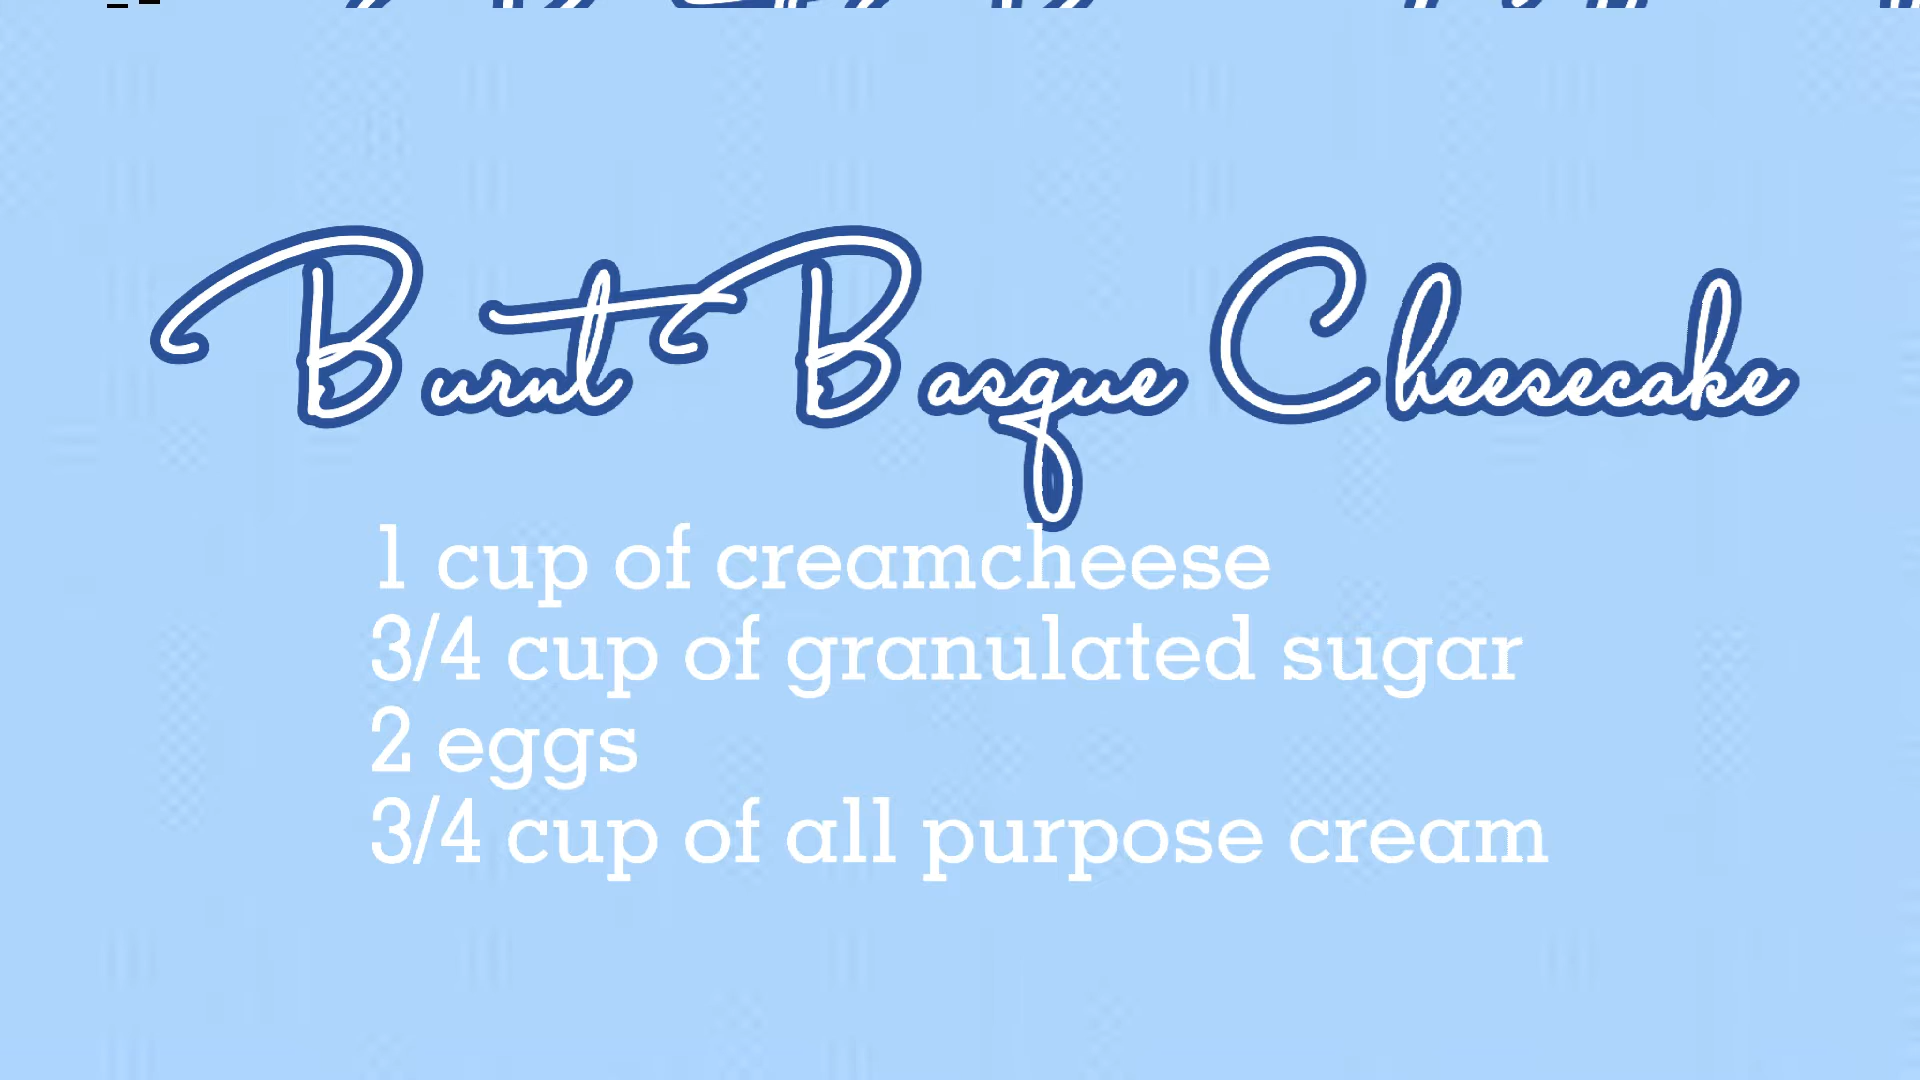 Burnt Basque Cheesecake
1 cup of creamcheese
3/4 cup of granulated sugar
2 eggs
3/4 cup of all purpose cream